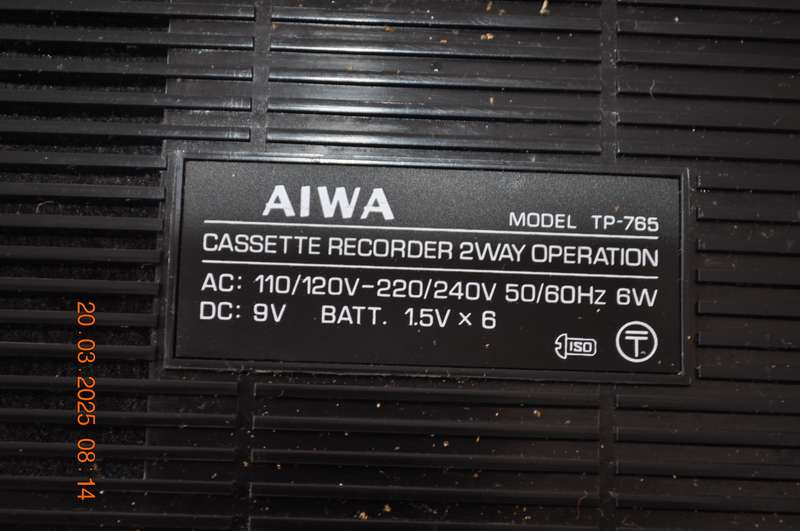 AIWA
MODEL TP-765
CASSETTE RECORDER 2WAY OPERATION
AC: 110/120V-220/240V 50/60Hz 6W
DC: 9V BATT. 1.5V × 6
ISO T
20.03.2025 08:14